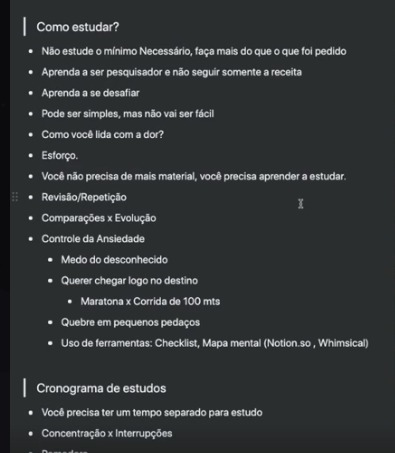 Como estudar?
Não estude o mínimo Necessário, faça mais do que o que foi pedido
Aprenda a ser pesquisador e não seguir somente a receita
Aprenda a se desafiar
Pode ser simples, mas não vai ser fácil
Como você lida com a dor?
Esforço.
Você não precisa de mais material, você precisa aprender a estudar.
Revisão/Repetição
Comparações x Evolução
Controle da Ansiedade
Medo do desconhecido
Querer chegar logo no destino
Maratona x Corrida de 100 mts
Quebre em pequenos pedaços
Uso de ferramentas: Checklist, Mapa mental (Notion.so , Whimsical)
Cronograma de estudos
Você precisa ter um tempo separado para estudo
Concentração x Interrupções